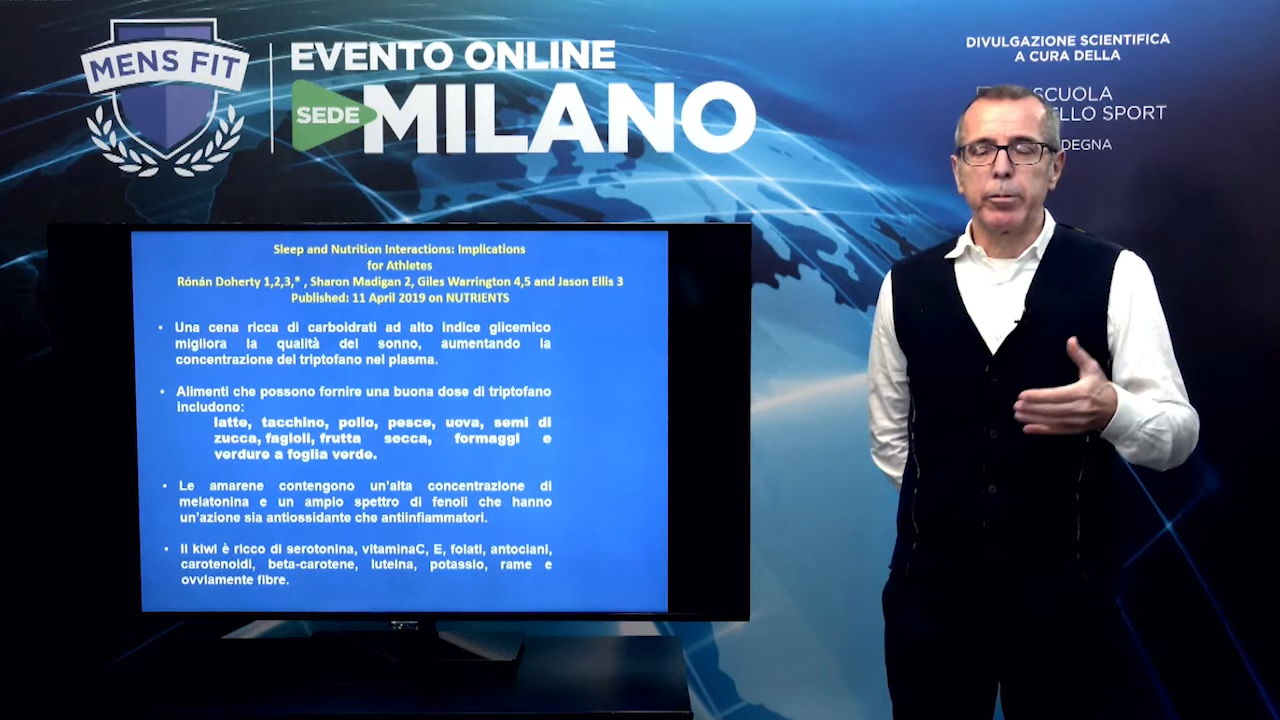 MENS FIT
EVENTO ONLINE
SEDE
MILANO
DIVULGAZIONE SCIENTIFICA
A CURA DELLA
SCUOLA
LLO SPORT
DEGNA
Sleep and Nutrition Interactions: Implications
for Athletes
Rónán Doherty 1,2,3,* , Sharon Madigan 2, Giles Warrington 4,5 and Jason Ellis 3
Published: 11 April 2019 on NUTRIENTS
• Una cena ricca di carboidrati ad alto indice glicemico
migliora la qualità del sonno, aumentando la
concentrazione del triptofano nel plasma.
• Alimenti che possono fornire una buona dose di triptofano
includono:
latte, tacchino, pollo, pesce, uova, semi di
zucca, fagioli, frutta secca, formaggi e
verdure a foglia verde.
• Le amarene contengono un'alta concentrazione di
melatonina e un ampio spettro di fenoli che hanno
un'azione sia antiossidante che antiinfiammatori.
• Il kiwi è ricco di serotonina, vitaminaC, E, folati, antociani,
carotenoidi, beta-carotene, luteina, potassio, rame e
ovviamente fibre.